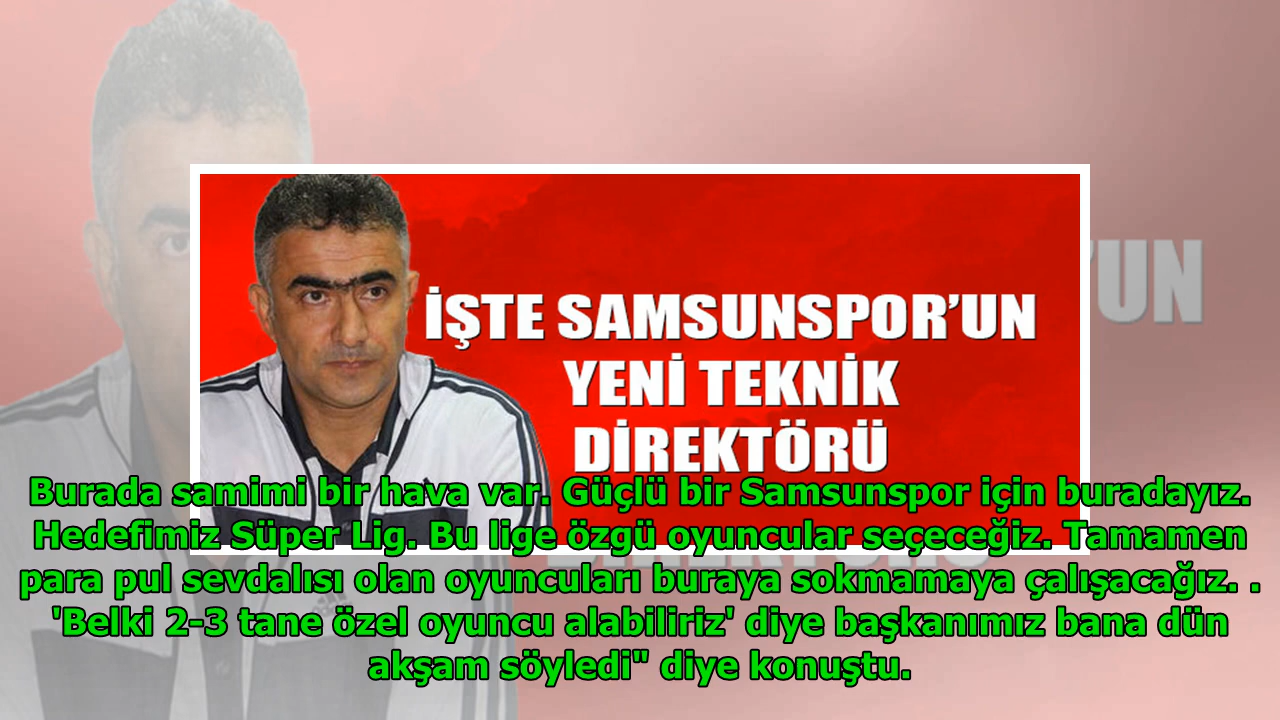 İŞTE SAMSUNSPOR'UN
YENİ TEKNİK
DİREKTÖRÜ
Burada samimi bir hava var. Güçlü bir Samsunspor için buradayız.
Hedefimiz Süper Lig. Bu lige özgü oyuncular seçeceğiz. Tamamen
para pul sevdalısı olan oyuncuları buraya sokmamaya çalışacağız. .
'Belki 2-3 tane özel oyuncu alabiliriz' diye başkanımız bana dün
akşam söyledi" diye konuştu.